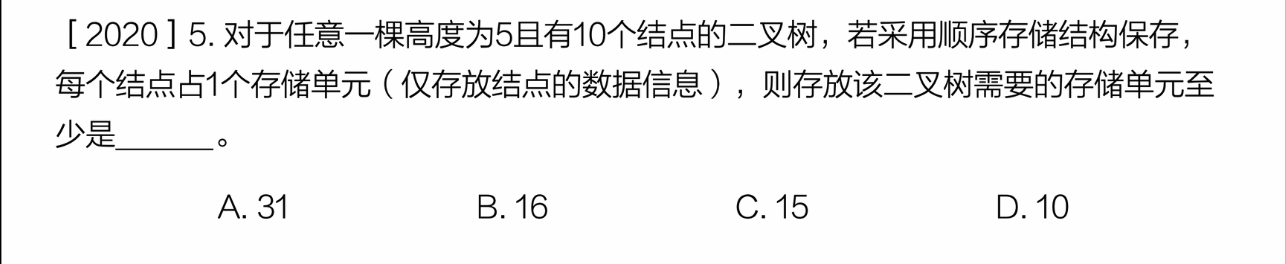 ［2020］5. 对于任意一棵高度为5且有10个结点的二叉树，若采用顺序存储结构保存，
每个结点占1个存储单元（仅存放结点的数据信息），则存放该二叉树需要的存储单元至
少是______。
A. 31 B. 16 C. 15 D. 10